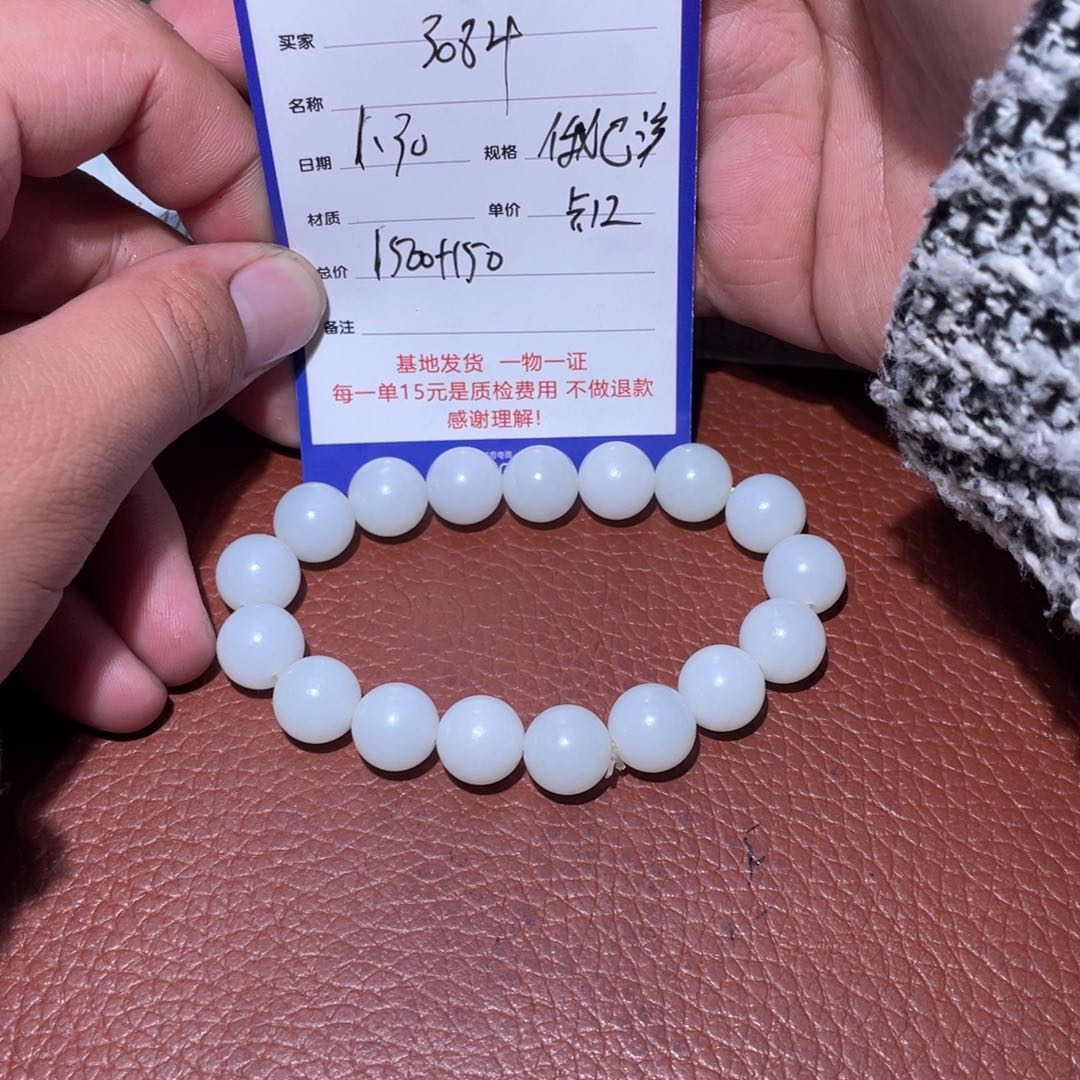 买家 3084
名称
日期 1.30 规格
材质 单价 512
总价 1500+150
备注
基地发货 一物一证
每一单15元是质检费用 不做退款
感谢理解!